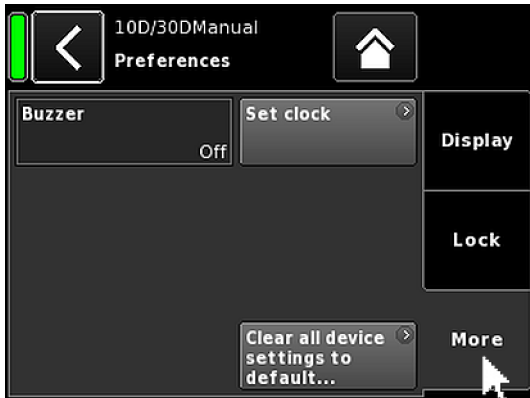 10D/30DManual
Preferences
Buzzer
Off
Set clock
Display
Lock
Clear all device
settings to
default...
More